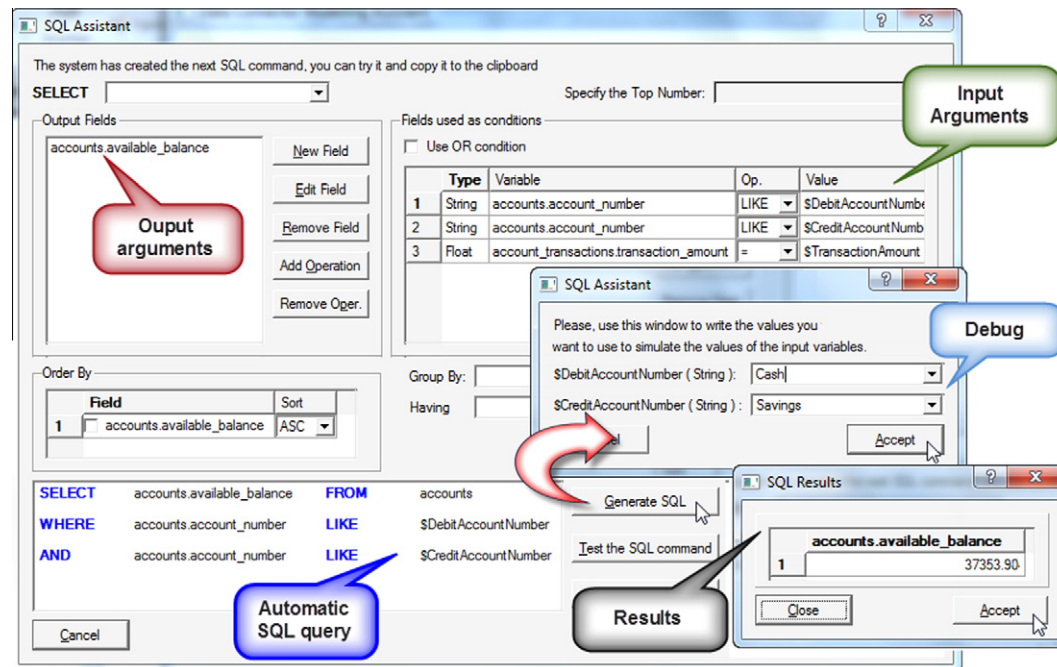 SQL Assistant
The system has created the next SQL command, you can try it and copy it to the clipboard
SELECT
Specify the Top Number:
Input
Arguments
Output Fields
accounts.available_balance
New Field
Edit Field
Remove Field
Add Operation
Remove Oper.
Ouput
arguments
Fields used as conditions
Use OR condition
Type Variable Op. Value
1 String accounts.account_number LIKE $DebitAccountNumbe
2 String accounts.account_number LIKE $CreditAccountNumb
3 Float account_transactions.transaction_amount = $TransactionAmount
SQL Assistant
Please, use this window to write the values you
want to use to simulate the values of the input variables.
$DebitAccountNumber ( String ): Cash
$CreditAccountNumber ( String ) : Savings
Accept
Debug
Order By
Field Sort
1 accounts.available_balance ASC
Group By:
Having
SELECT accounts.available_balance FROM accounts
WHERE accounts.account_number LIKE $DebitAccountNumber
AND accounts.account_number LIKE $CreditAccountNumber
Automatic
SQL query
Generate SQL
Test the SQL command
Results
SQL Results
accounts.available_balance
1 37353.90
Close
Accept
Cancel